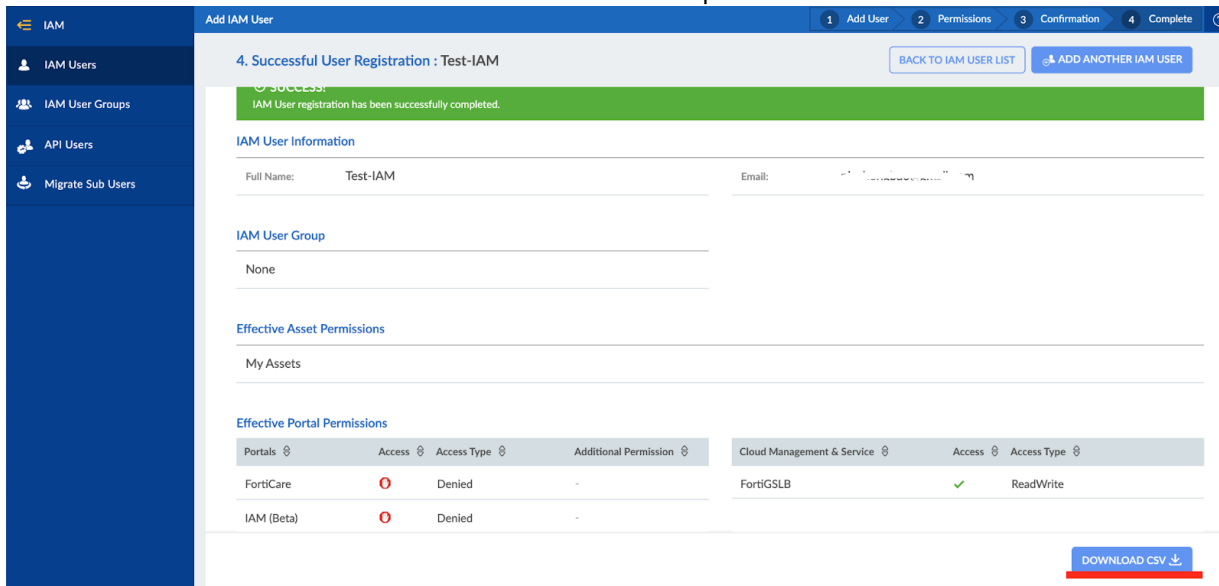 IAM
IAM Users
IAM User Groups
API Users
Migrate Sub Users
Add IAM User
1 Add User 2 Permissions 3 Confirmation 4 Complete
4. Successful User Registration : Test-IAM
BACK TO IAM USER LIST
ADD ANOTHER IAM USER
SUCCESS!
IAM User registration has been successfully completed.
IAM User Information
Full Name: Test-IAM Email:
IAM User Group
None
Effective Asset Permissions
My Assets
Effective Portal Permissions
Portals Access Access Type Additional Permission Cloud Management & Service Access Access Type
FortiCare Denied - FortiGSLB ReadWrite
IAM (Beta) Denied -
DOWNLOAD CSV